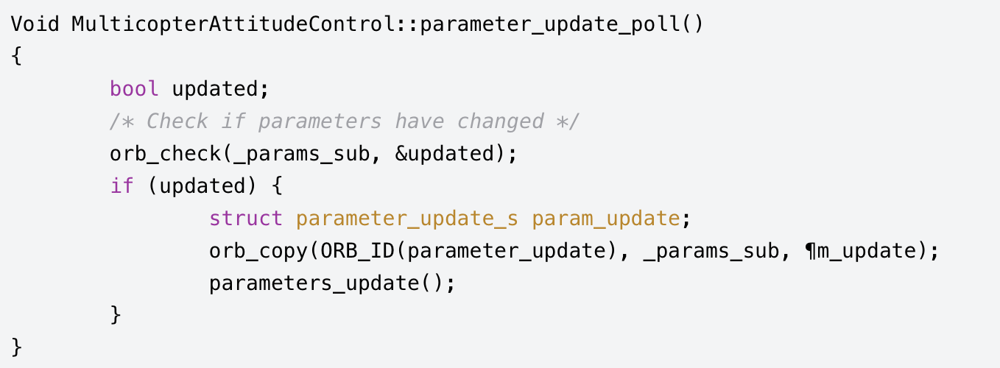 Void MulticopterAttitudeControl::parameter_update_poll()
{
bool updated;
/* Check if parameters have changed */
orb_check(_params_sub, &updated);
if (updated) {
struct parameter_update_s param_update;
orb_copy(ORB_ID(parameter_update), _params_sub, ¶m_update);
parameters_update();
}
}